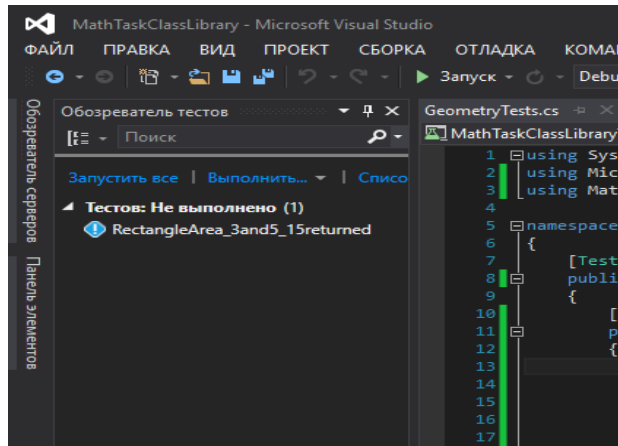 MathTaskClassLibrary - Microsoft Visual Studio
ФАЙЛ ПРАВКА ВИД ПРОЕКТ СБОРКА ОТЛАДКА КОМА
Запуск Debu
Обозреватель серверов
Панель элементов
Обозреватель тестов
Поиск
Запустить все | Выполнить... | Списо
Тестов: Не выполнено (1)
RectangleArea_3and5_15returned
GeometryTests.cs
MathTaskClassLibrary
1 using Sys
2 using Mic
3 using Mat
4
5 namespace
6 {
7 [Test
8 publi
9 {
10 [
11 p
12 {
13
14
15
16
17